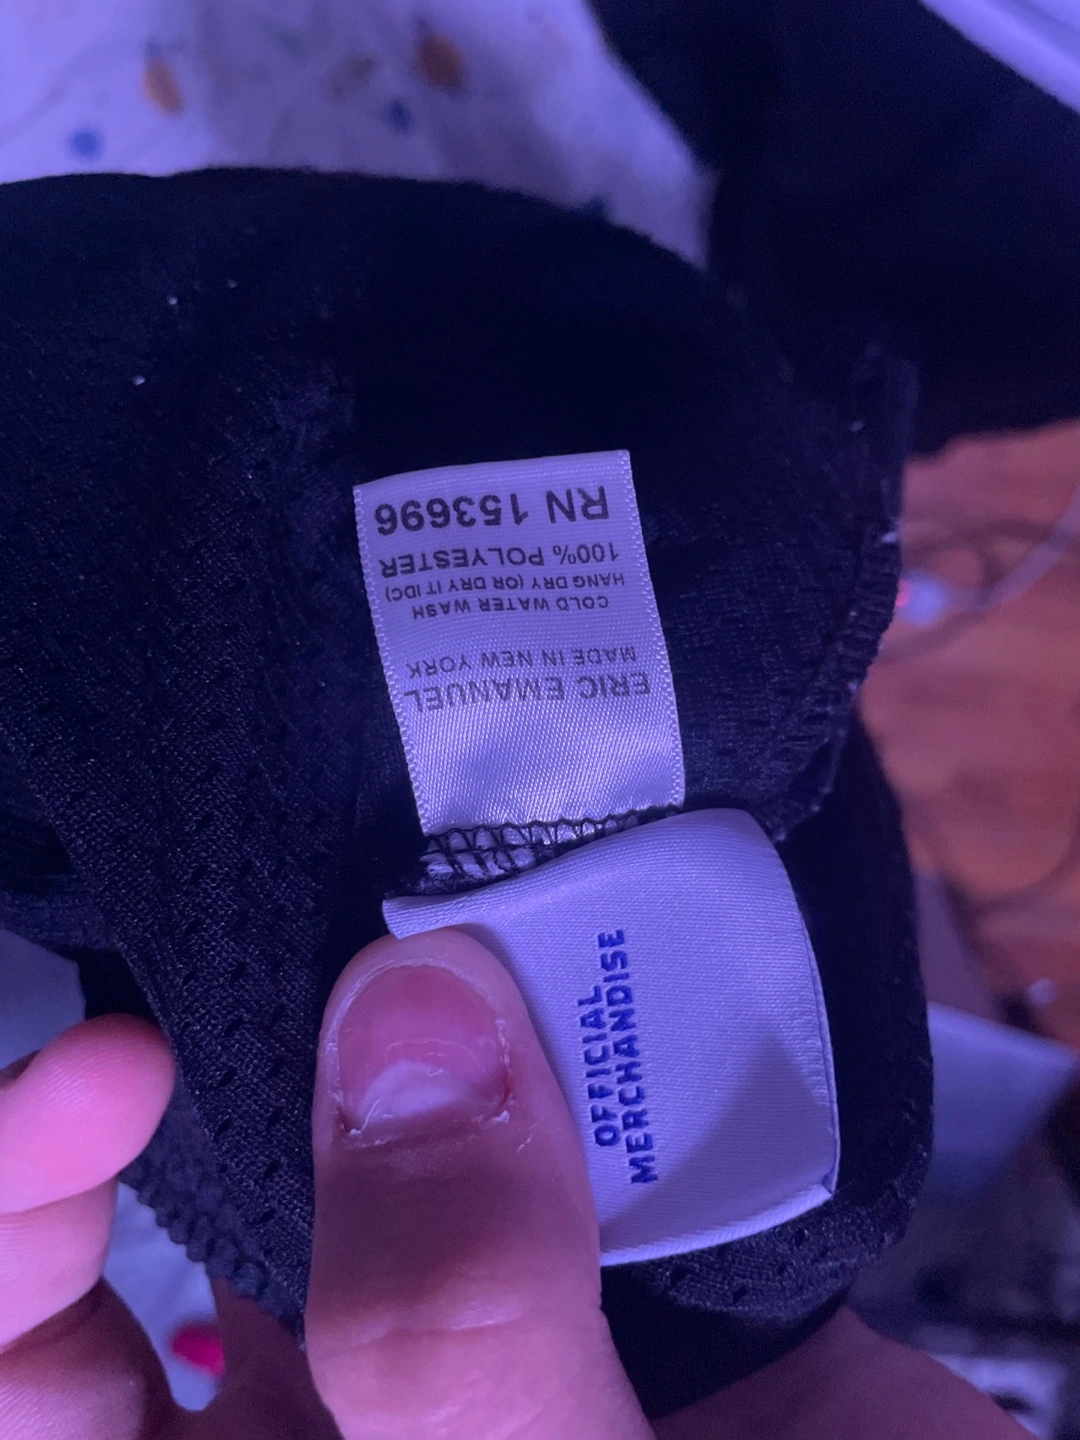 ERIC EMANUEL
MADE IN NEW YORK
COLD WATER WASH
HANG DRY (OR DRY IT IDC)
100% POLYESTER
RN 153696
OFFICIAL
MERCHANDISE